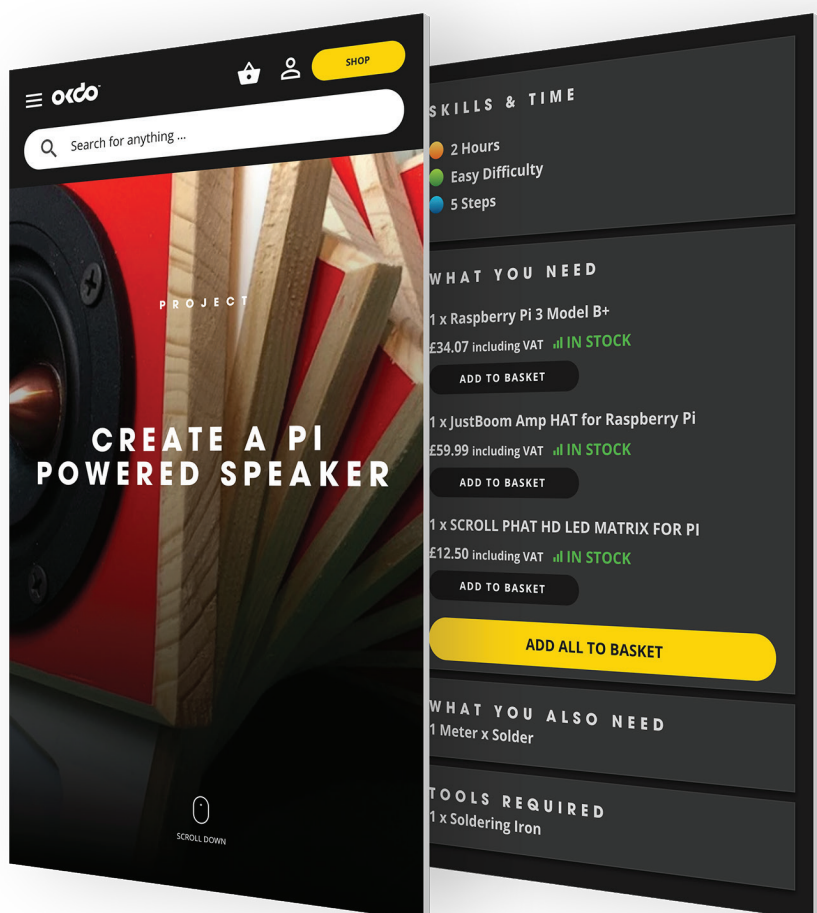 okdo
SHOP
Search for anything ...
PROJECT
CREATE A PI
POWERED SPEAKER
SCROLL DOWN
SKILLS & TIME
2 Hours
Easy Difficulty
5 Steps
WHAT YOU NEED
1 x Raspberry Pi 3 Model B+
£34.07 including VAT IN STOCK
ADD TO BASKET
1 x JustBoom Amp HAT for Raspberry Pi
£59.99 including VAT IN STOCK
ADD TO BASKET
1 x SCROLL PHAT HD LED MATRIX FOR PI
£12.50 including VAT IN STOCK
ADD TO BASKET
ADD ALL TO BASKET
WHAT YOU ALSO NEED
1 Meter x Solder
TOOLS REQUIRED
1 x Soldering Iron